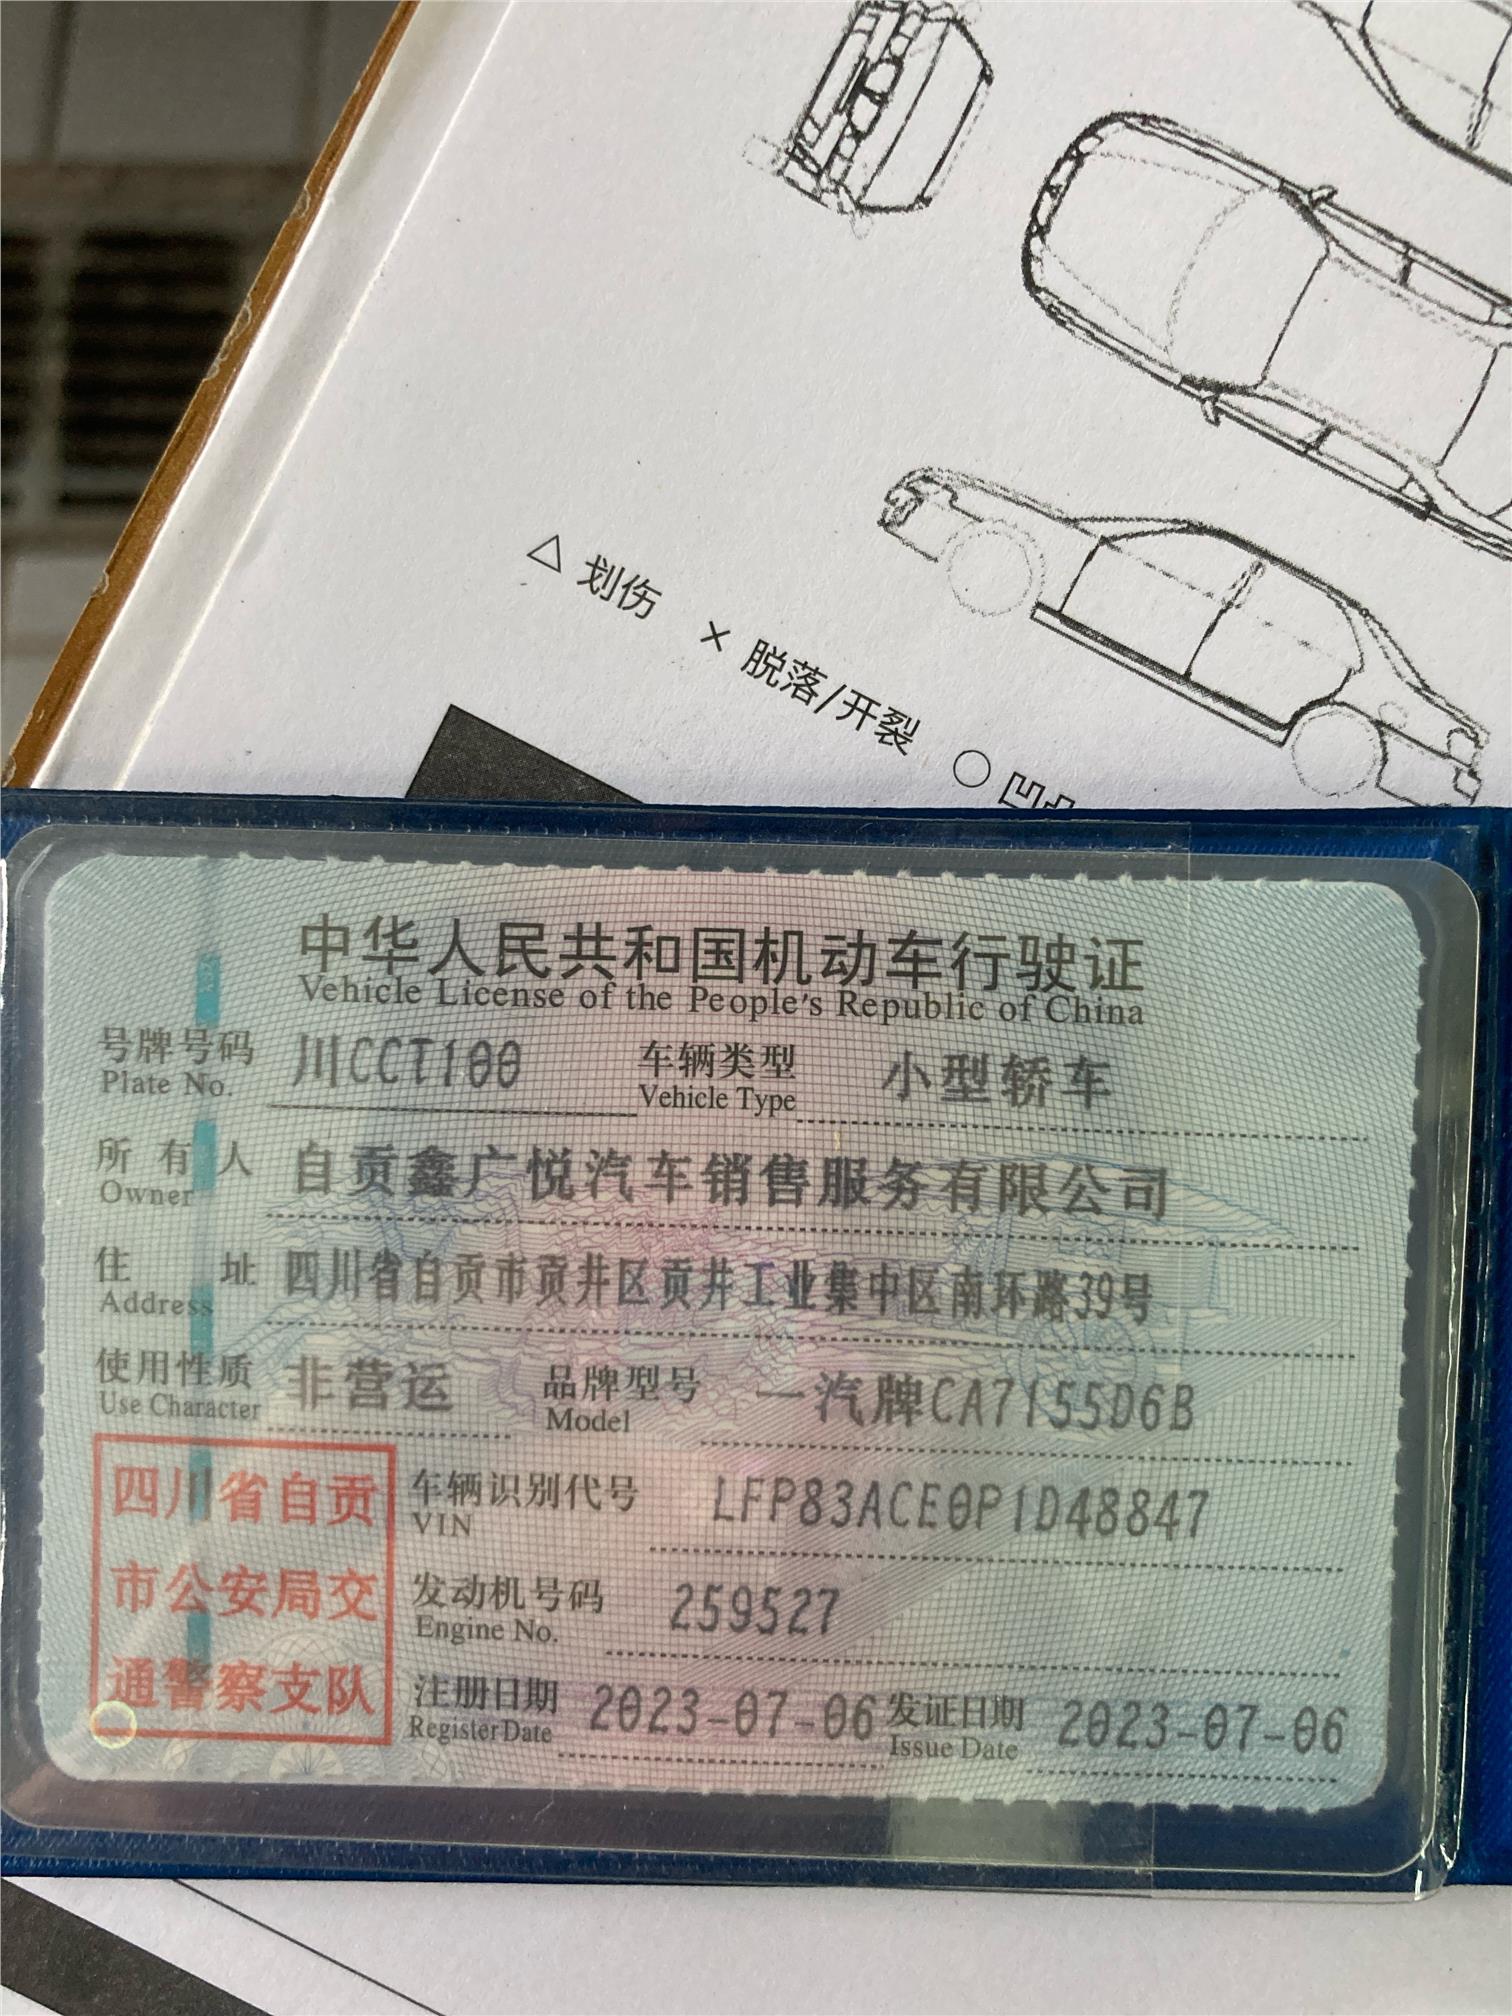 △ 划伤 × 脱落/开裂 ○
中华人民共和国机动车行驶证
Vehicle License of the People's Republic of China
号牌号码 川CCT100 车辆类型 小型轿车
Plate No. Vehicle Type
所有人 自贡鑫广悦汽车销售服务有限公司
Owner
住址 四川省自贡市贡井区贡井工业集中区南环路39号
Address
使用性质 非营运 品牌型号 一汽牌CA7155D6B
Use Character Model
四川省自贡
市公安局交
通警察支队
车辆识别代号 LFP83ACE0P1D48847
VIN
发动机号码 259527
Engine No.
注册日期 2023-07-06 发证日期 2023-07-06
Register Date Issue Date